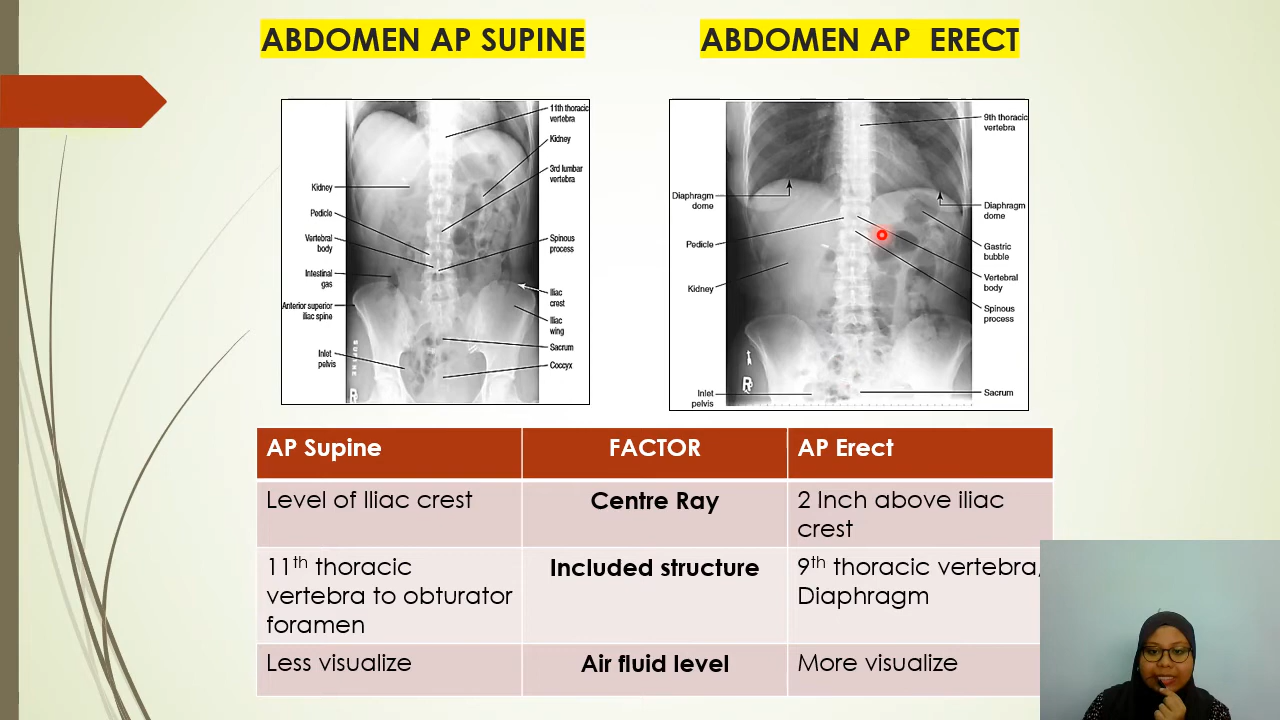 ABDOMEN AP SUPINE
ABDOMEN AP  ERECT
11th thoracic
vertebra
Kidney
3rd lumbar
vertebra
Kidney
Pedicle
Vertebral
body
Spinous
process
Intestinal
gas
Iliac
crest
Anterior superior
iliac spine
Iliac
wing
Sacrum
Inlet
pelvis
Coccyx
SUPINE
R
9th thoracic
vertebra
Diaphragm
dome
Diaphragm
dome
Pedicle
Gastric
bubble
Kidney
Vertebral
body
Spinous
process
R
Inlet
pelvis
Sacrum
AP Supine
FACTOR
AP Erect
Level of Iliac crest
Centre Ray
2 Inch above iliac
crest
11th thoracic
vertebra to obturator
foramen
Included structure
9th thoracic vertebra,
Diaphragm
Less visualize
Air fluid level
More visualize